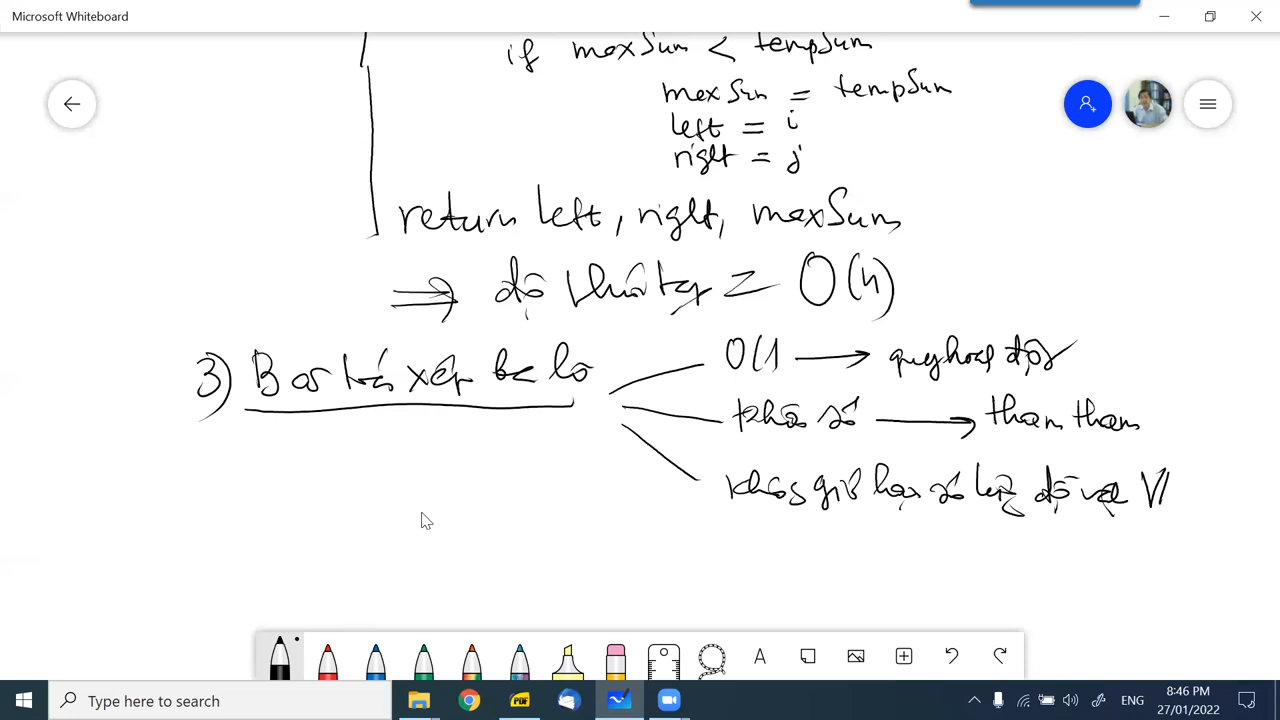 Microsoft Whiteboard
if maxSum < tempSum
maxSum = tempSum
left = i
right = j
return left, right, maxSum
⇒ độ phức tạp = O(n)
3) Bài toán xếp ba lô
0/1 → quy hoạch động
phân số → tham lam
không giới hạn số lượng đồ vật
Type here to search
ENG
8:46 PM
27/01/2022